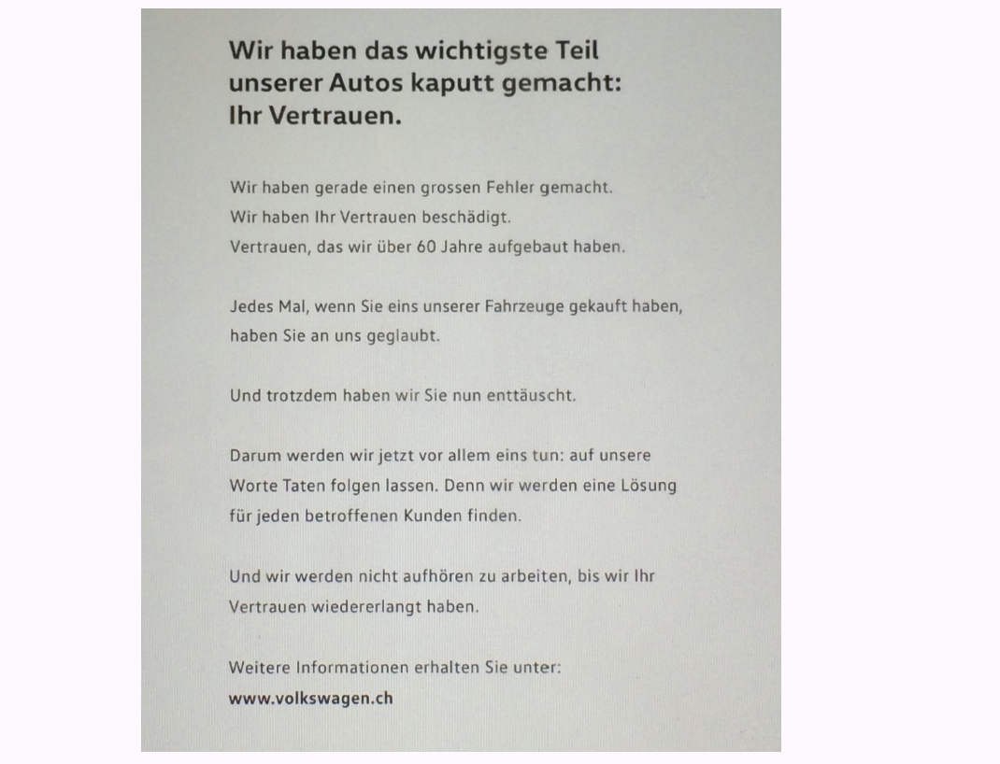 Wir haben das wichtigste Teil
unserer Autos kaputt gemacht:
Ihr Vertrauen.
Wir haben gerade einen grossen Fehler gemacht.
Wir haben Ihr Vertrauen beschädigt.
Vertrauen, das wir über 60 Jahre aufgebaut haben.
Jedes Mal, wenn Sie eins unserer Fahrzeuge gekauft haben,
haben Sie an uns geglaubt.
Und trotzdem haben wir Sie nun enttäuscht.
Darum werden wir jetzt vor allem eins tun: auf unsere
Worte Taten folgen lassen. Denn wir werden eine Lösung
für jeden betroffenen Kunden finden.
Und wir werden nicht aufhören zu arbeiten, bis wir Ihr
Vertrauen wiedererlangt haben.
Weitere Informationen erhalten Sie unter:
www.volkswagen.ch